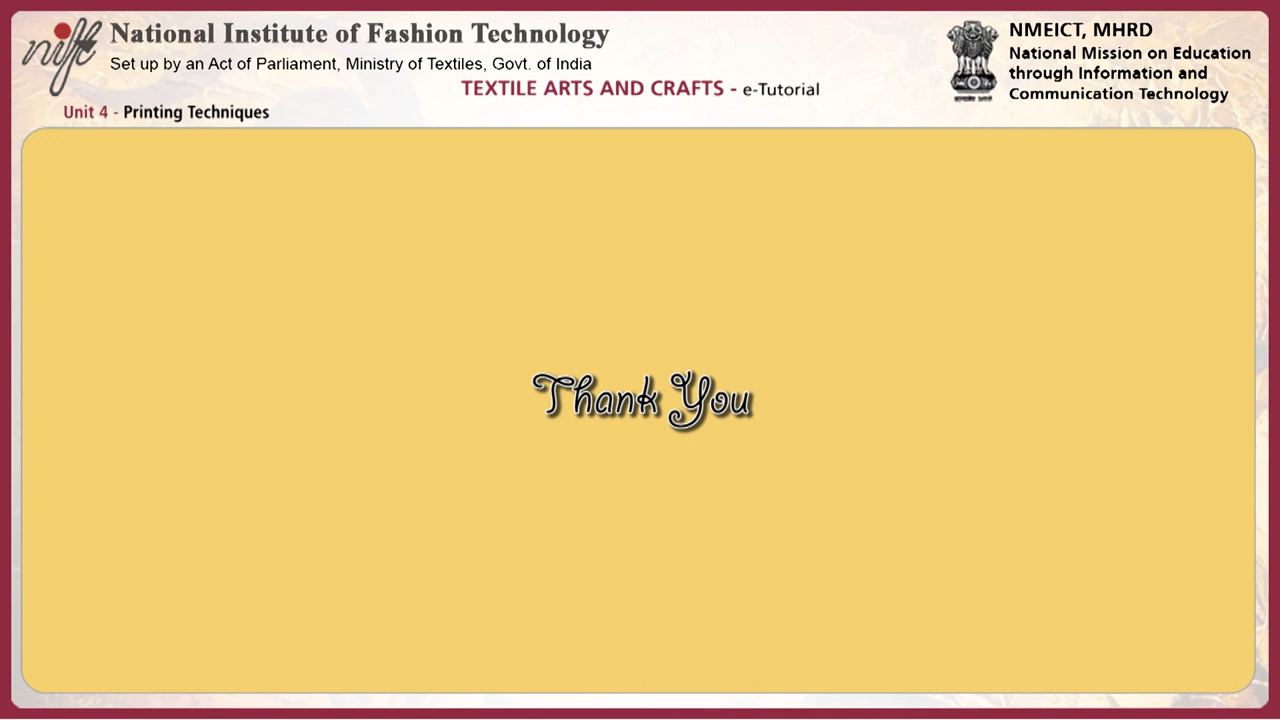 nift
National Institute of Fashion Technology
Set up by an Act of Parliament, Ministry of Textiles, Govt. of India
TEXTILE ARTS AND CRAFTS - e-Tutorial
Unit 4 - Printing Techniques
NMEICT, MHRD
National Mission on Education
through Information and
Communication Technology
Thank You